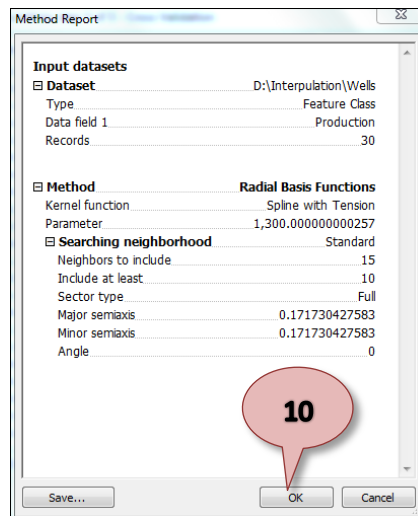 Method Report
Input datasets
Dataset D:\Interpulation\Wells
Type Feature Class
Data field 1 Production
Records 30
Method Radial Basis Functions
Kernel function Spline with Tension
Parameter 1,300.000000000257
Searching neighborhood Standard
Neighbors to include 15
Include at least 10
Sector type Full
Major semiaxis 0.171730427583
Minor semiaxis 0.171730427583
Angle 0
10
Save... OK Cancel